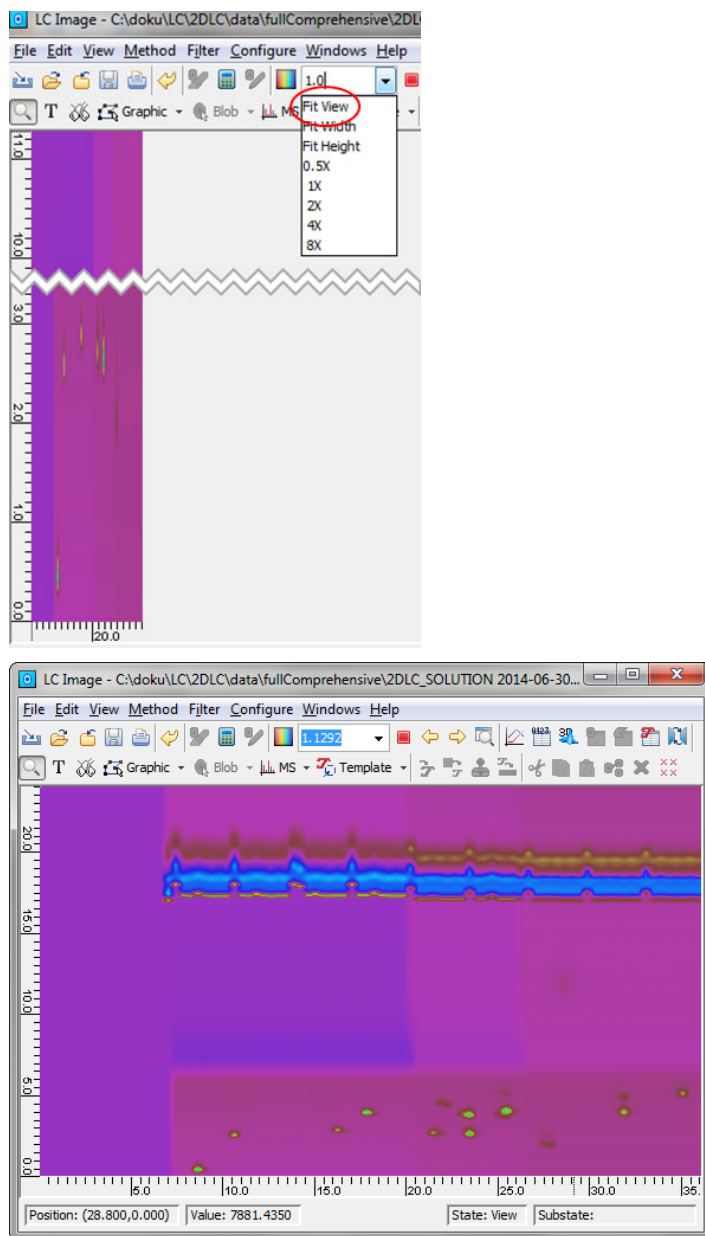 LC Image - C:\doku\LC\2DLC\data\fullComprehensive\2DL
File Edit View Method Filter Configure Windows Help
1.0
T Graphic Blob MS
Fit View
Fit Width
Fit Height
0.5X
1X
2X
4X
8X
11.0
10.0
3.0
2.0
1.0
0.0
20.0
LC Image - C:\doku\LC\2DLC\data\fullComprehensive\2DLC_SOLUTION 2014-06-30...
File Edit View Method Filter Configure Windows Help
1.1292
T Graphic Blob MS Template
20.0
15.0
10.0
5.0
0.0
5.0 10.0 15.0 20.0 25.0 30.0 35.
Position: (28.800,0.000) Value: 7881.4350 State: View Substate: